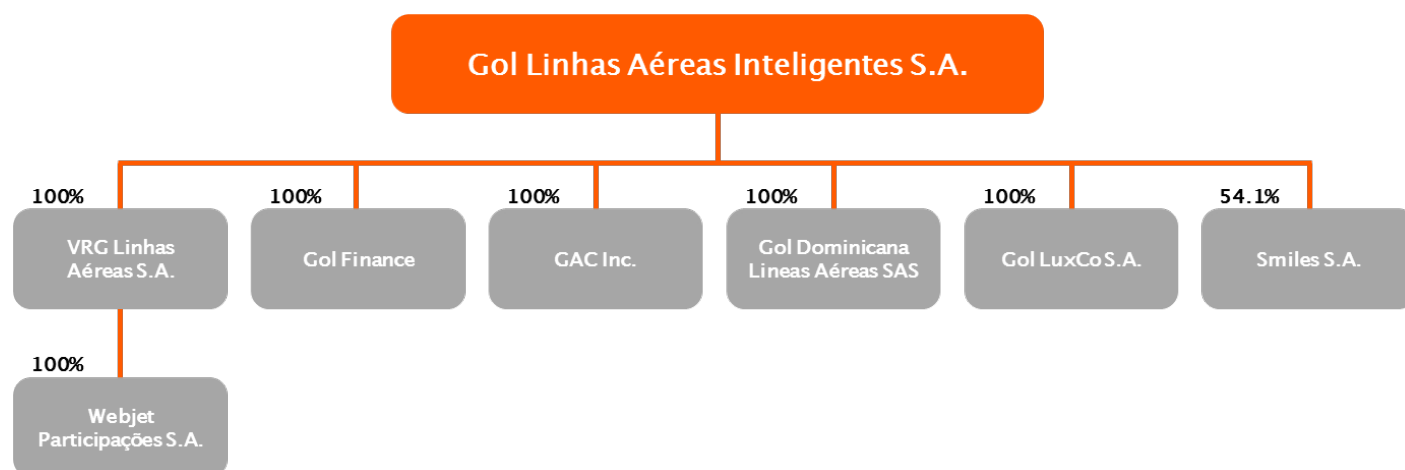 Gol Linhas Aéreas Inteligentes S.A.
100%
100%
100%
100%
100%
54.1%
VRG Linhas
Aéreas S.A.
Gol Finance
GAC Inc.
Gol Dominicana
Lineas Aéreas SAS
Gol LuxCo S.A.
Smiles S.A.
100%
Webjet
Participações S.A.